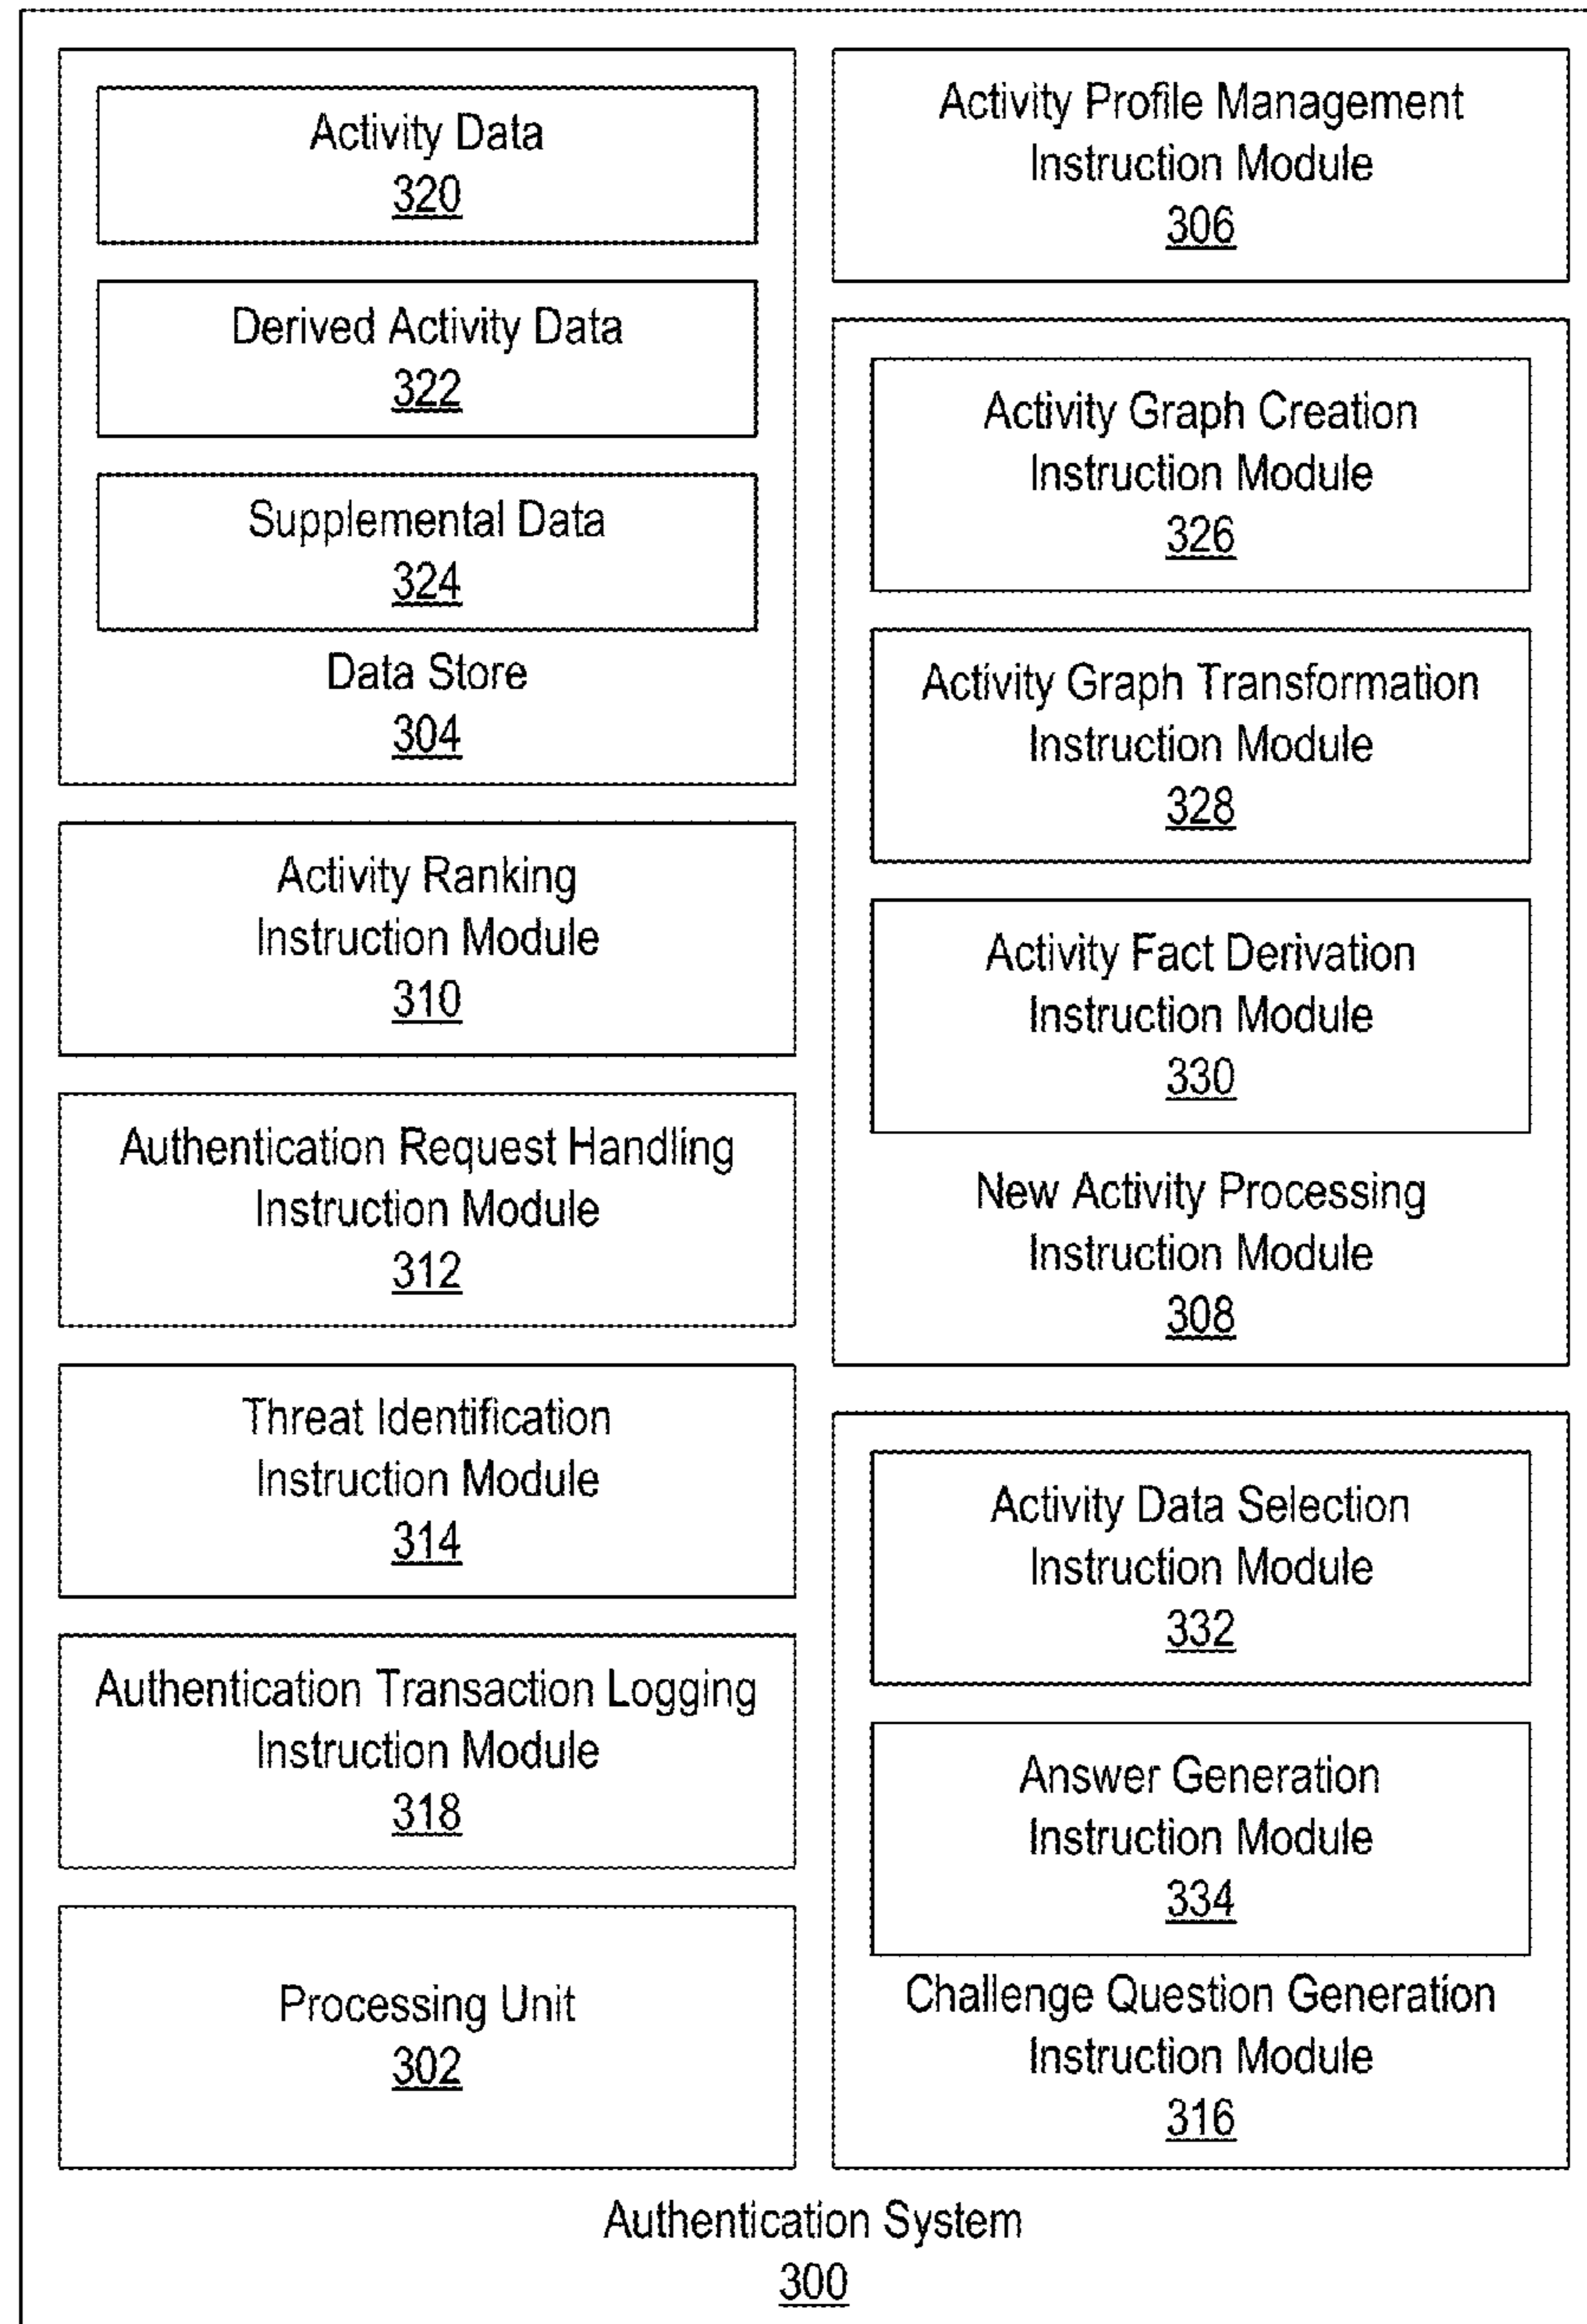 Activity Data
320
Derived Activity Data
322
Supplemental Data
324
Data Store
304
Activity Ranking
Instruction Module
310
Authentication Request Handling
Instruction Module
312
Threat Identification
Instruction Module
314
Authentication Transaction Logging
Instruction Module
318
Processing Unit
302
Activity Profile Management
Instruction Module
306
Activity Graph Creation
Instruction Module
326
Activity Graph Transformation
Instruction Module
328
Activity Fact Derivation
Instruction Module
330
New Activity Processing
Instruction Module
308
Activity Data Selection
Instruction Module
332
Answer Generation
Instruction Module
334
Challenge Question Generation
Instruction Module
316
Authentication System
300